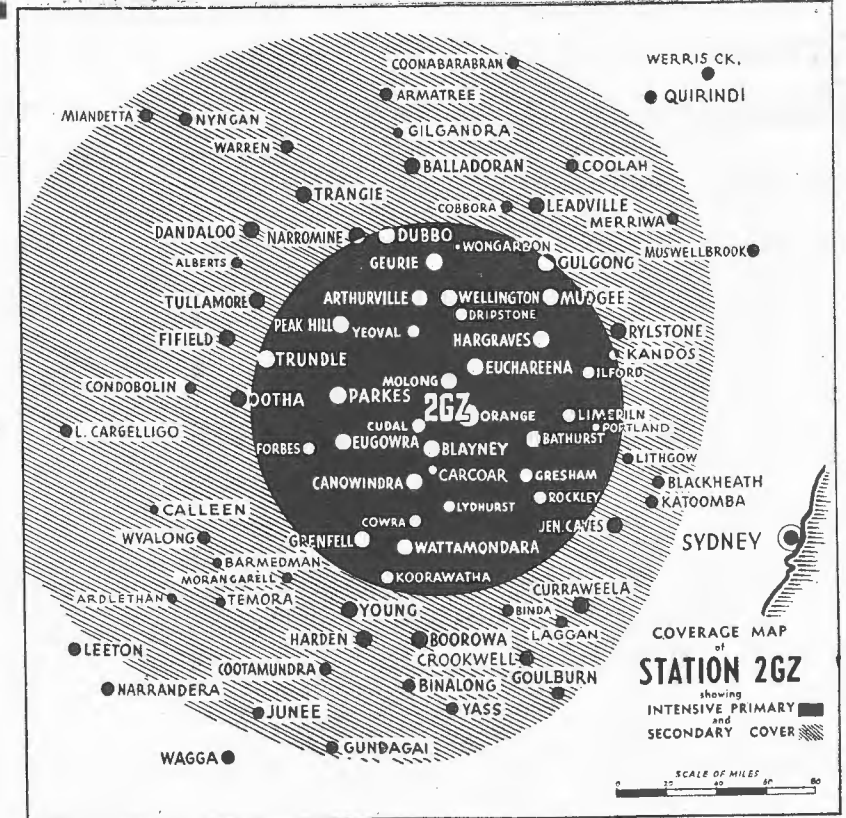 COONABARABRAN
WERRIS CK.
ARMATREE
QUIRINDI
MIANDETTA
NYNGAN
GILGANDRA
WARREN
BALLADORAN
COOLAH
TRANGIE
COBBORA
LEADVILLE
MERRIWA
DANDALOO
NARROMINE
DUBBO
WONGARBON
MUSWELLBROOK
ALBERTS
GEURIE
GULGONG
TULLAMORE
ARTHURVILLE
WELLINGTON
MUDGEE
DRIPSTONE
PEAK HILL
YEOVAL
HARGRAVES
RYLSTONE
FIFIELD
KANDOS
TRUNDLE
EUCHAREENA
ILFORD
MOLONG
CONDOBOLIN
OOTHA
PARKES
2GZ
ORANGE
LIMERILN
PORTLAND
L. CARGELLIGO
CUDAL
EUGOWRA
BATHURST
FORBES
BLAYNEY
LITHGOW
CARCOAR
GRESHAM
BLACKHEATH
CANOWINDRA
ROCKLEY
KATOOMBA
CALLEEN
LYDHURST
COWRA
JEN. CAVES
WYALONG
GRENFELL
WATTAMONDARA
SYDNEY
BARMEDMAN
MORANGARELL
KOORAWATHA
ARDLETHAN
TEMORA
YOUNG
CURRAWEELA
BINDA
LAGGAN
HARDEN
BOOROWA
LEETON
CROOKWELL
COOTAMUNDRA
GOULBURN
NARRANDERA
BINALONG
JUNEE
YASS
GUNDAGAI
WAGGA
COVERAGE MAP
of
STATION 2GZ
showing
INTENSIVE PRIMARY
and
SECONDARY COVER
SCALE OF MILES
0 20 40 60 80